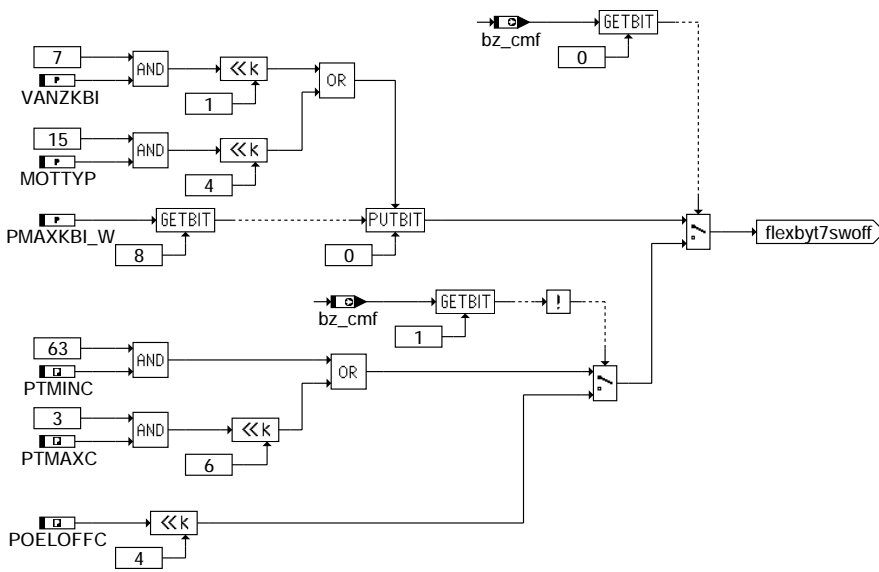 bz_cmf
GETBIT
0
7
P
VANZKBI
AND
≪k
1
OR
15
P
MOTTYP
AND
≪k
4
P
PMAXKBI_W
GETBIT
8
PUTBIT
0
flexbyt7swoff
bz_cmf
GETBIT
1
!
63
P
PTMINC
AND
OR
3
P
PTMAXC
AND
≪k
6
P
POELOFFC
≪k
4